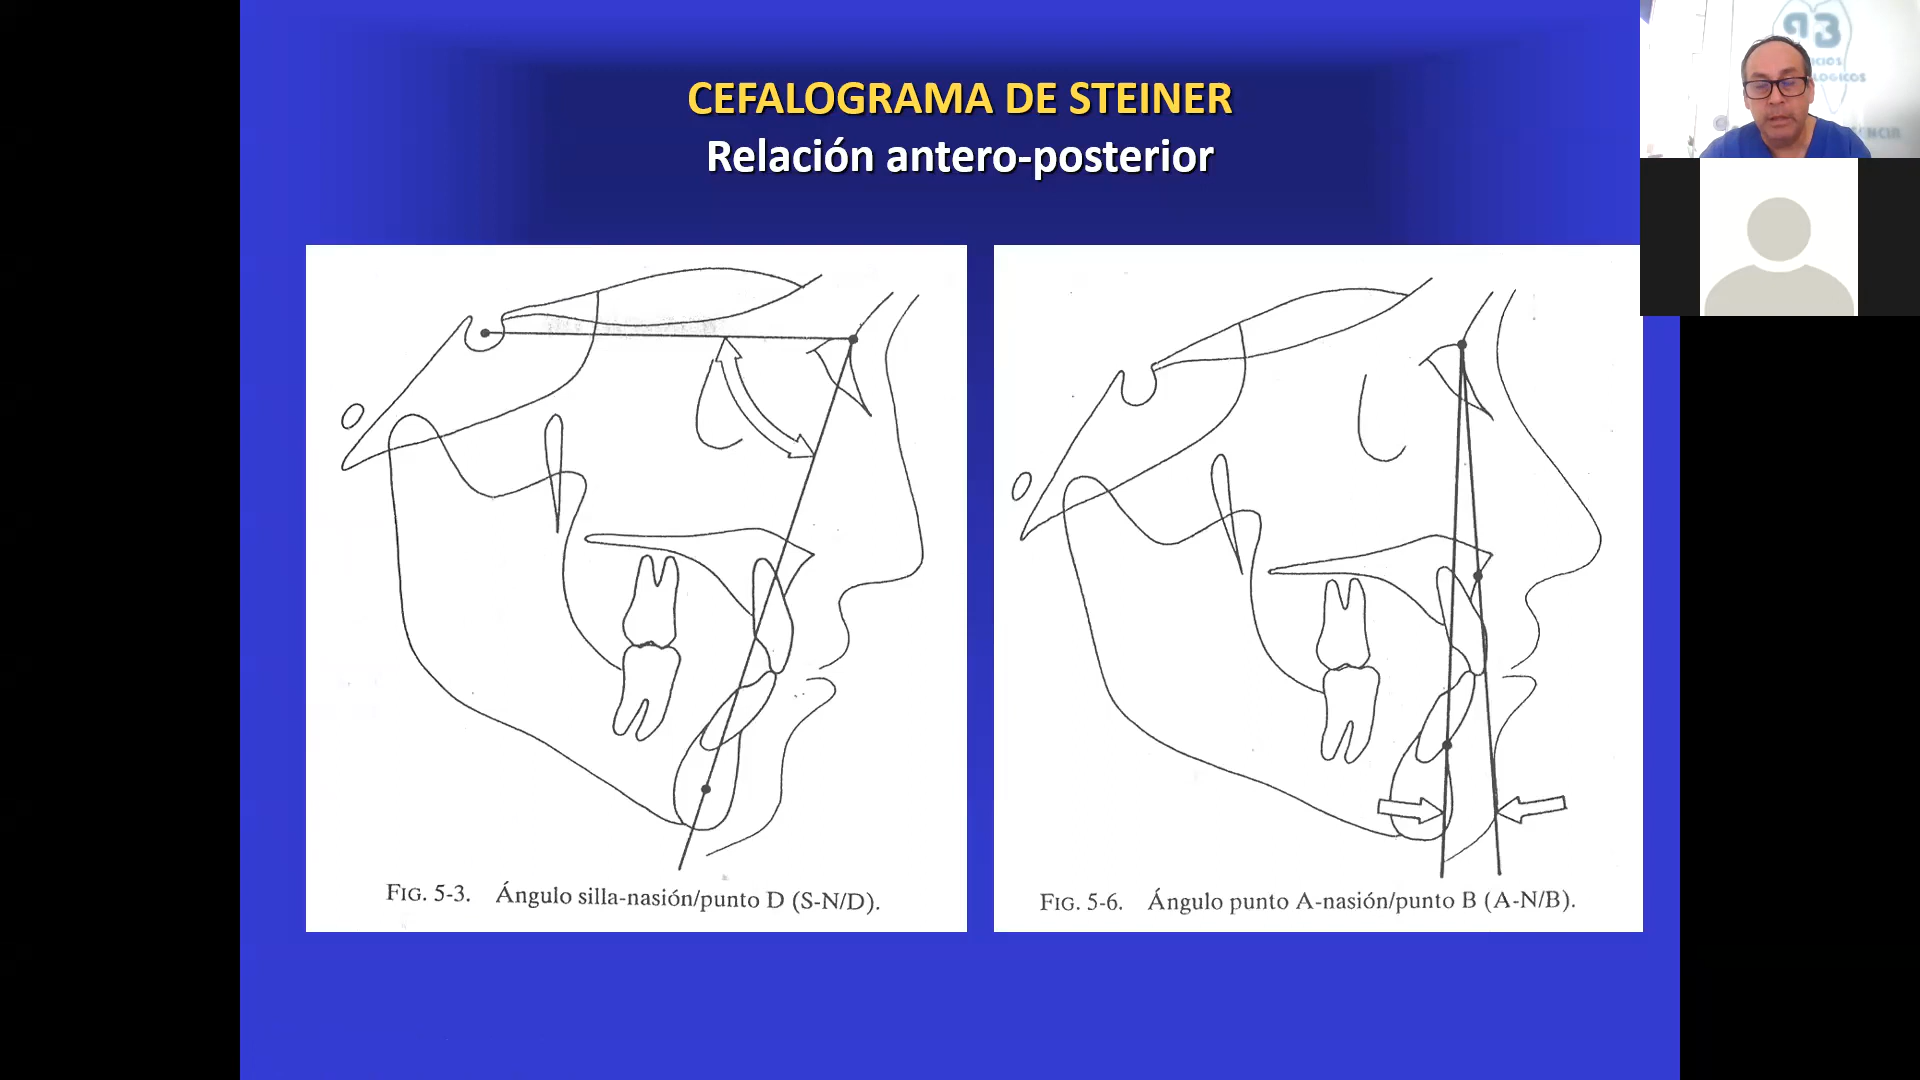 CEFALOGRAMA DE STEINER
Relación antero-posterior
FIG. 5-3. Ángulo silla-nasión/punto D (S-N/D).
FIG. 5-6. Ángulo punto A-nasión/punto B (A-N/B).